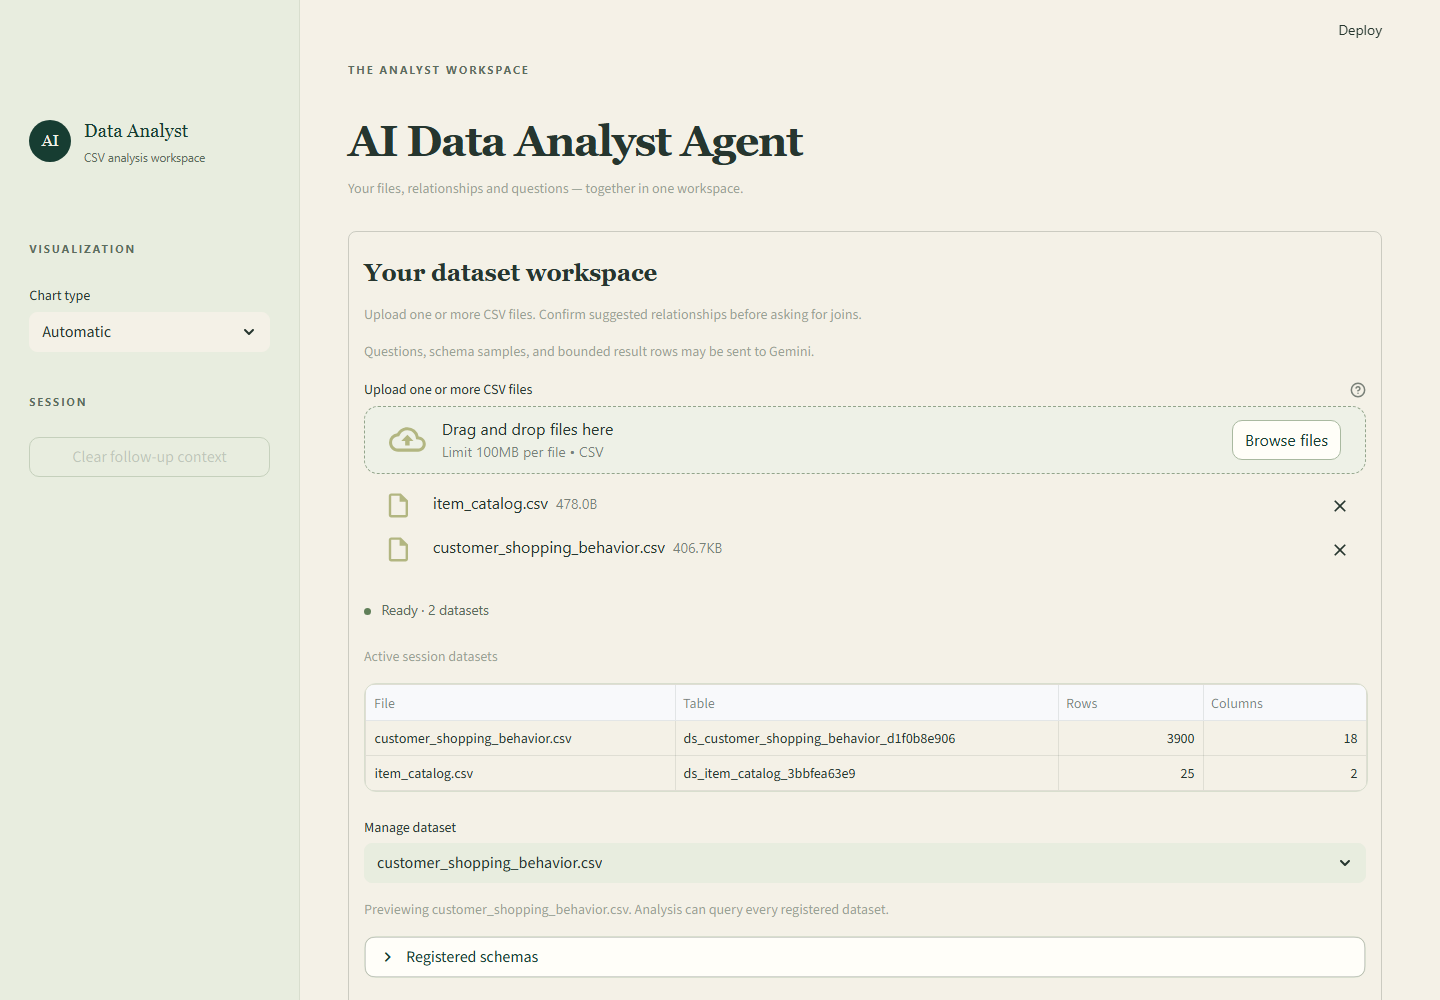 Deploy
AI
Data Analyst
CSV analysis workspace
VISUALIZATION
Chart type
Automatic
SESSION
Clear follow-up context
THE ANALYST WORKSPACE
AI Data Analyst Agent
Your files, relationships and questions — together in one workspace.
Your dataset workspace
Upload one or more CSV files. Confirm suggested relationships before asking for joins.
Questions, schema samples, and bounded result rows may be sent to Gemini.
Upload one or more CSV files
Drag and drop files here
Limit 100MB per file • CSV
Browse files
item_catalog.csv 478.0B
customer_shopping_behavior.csv 406.7KB
Ready · 2 datasets
Active session datasets
File Table Rows Columns
customer_shopping_behavior.csv ds_customer_shopping_behavior_d1f0b8e906 3900 18
item_catalog.csv ds_item_catalog_3bbfea63e9 25 2
Manage dataset
customer_shopping_behavior.csv
Previewing customer_shopping_behavior.csv. Analysis can query every registered dataset.
Registered schemas